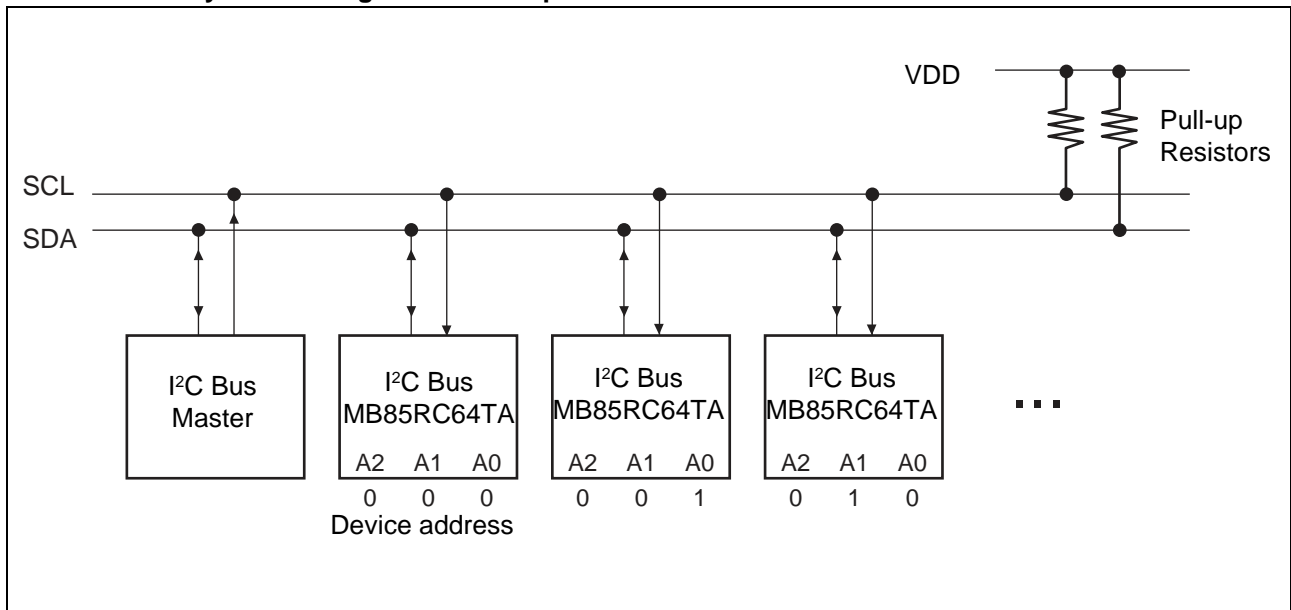 VDD
Pull-up
Resistors
SCL
SDA
I²C Bus
Master
I²C Bus
MB85RC64TA
A2 A1 A0
0 0 0
Device address
I²C Bus
MB85RC64TA
A2 A1 A0
0 0 1
I²C Bus
MB85RC64TA
A2 A1 A0
0 1 0
...